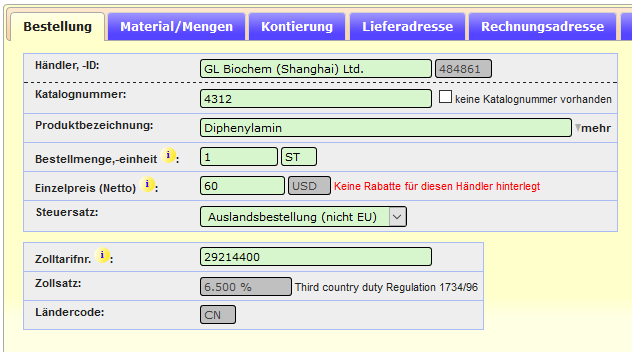 Bestellung Material/Mengen Kontierung Lieferadresse Rechnungsadresse
Händler, -ID: GL Biochem (Shanghai) Ltd. 484861
Katalognummer: 4312 keine Katalognummer vorhanden
Produktbezeichnung: Diphenylamin mehr
Bestellmenge,-einheit i : 1 ST
Einzelpreis (Netto) i : 60 USD Keine Rabatte für diesen Händler hinterlegt
Steuersatz: Auslandsbestellung (nicht EU)
Zolltarifnr. i : 29214400
Zollsatz: 6.500 % Third country duty Regulation 1734/96
Ländercode: CN